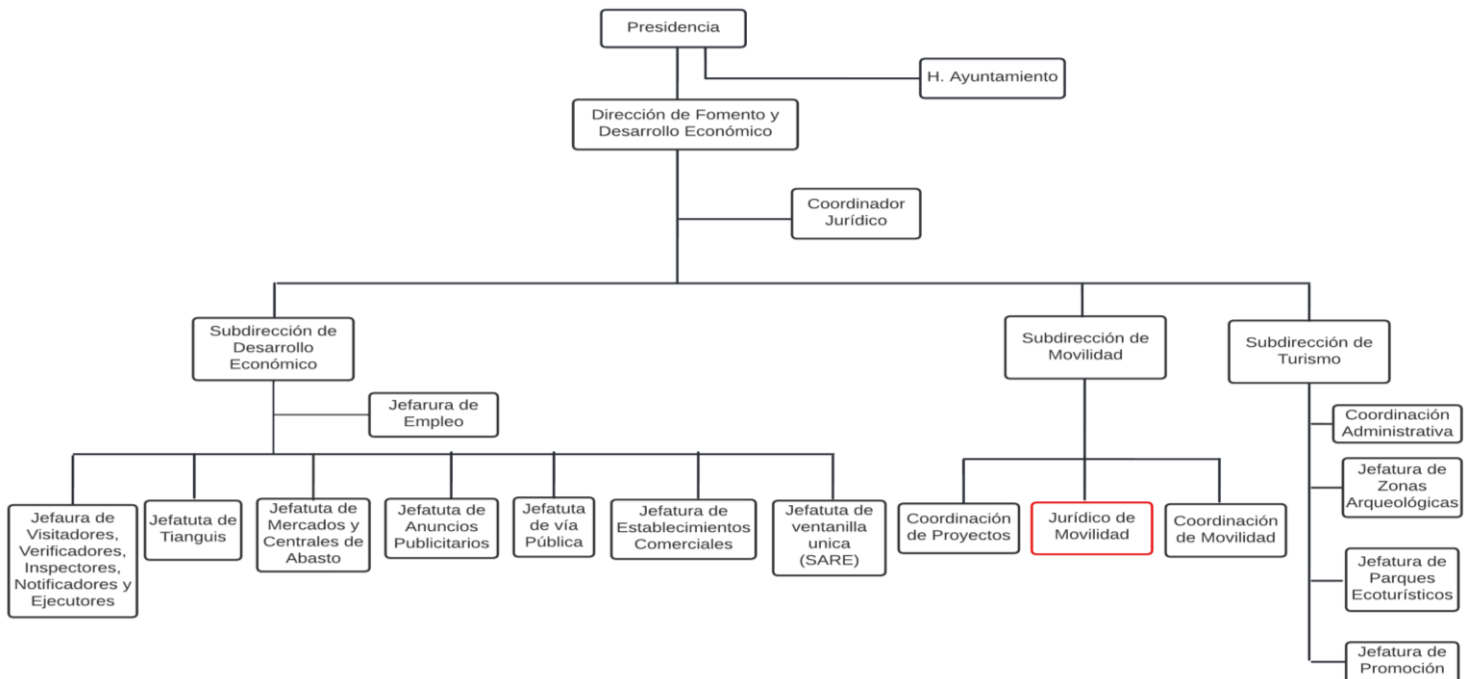 Presidencia
H. Ayuntamiento
Dirección de Fomento y
Desarrollo Económico
Coordinador
Jurídico
Subdirección de
Desarrollo
Económico
Subdirección de
Movilidad
Subdirección de
Turismo
Jefarura de
Empleo
Jefaura de
Visitadores,
Verificadores,
Inspectores,
Notificadores y
Ejecutores
Jefatuta de
Tianguis
Jefatuta de
Mercados y
Centrales de
Abasto
Jefatuta de
Anuncios
Publicitarios
Jefatuta
de vía
Pública
Jefatura de
Establecimientos
Comerciales
Jefatuta de
ventanilla
unica
(SARE)
Coordinación
de Proyectos
Jurídico de
Movilidad
Coordinación
de Movilidad
Coordinación
Administrativa
Jefatura de
Zonas
Arqueológicas
Jefatura de
Parques
Ecoturísticos
Jefatura de
Promoción